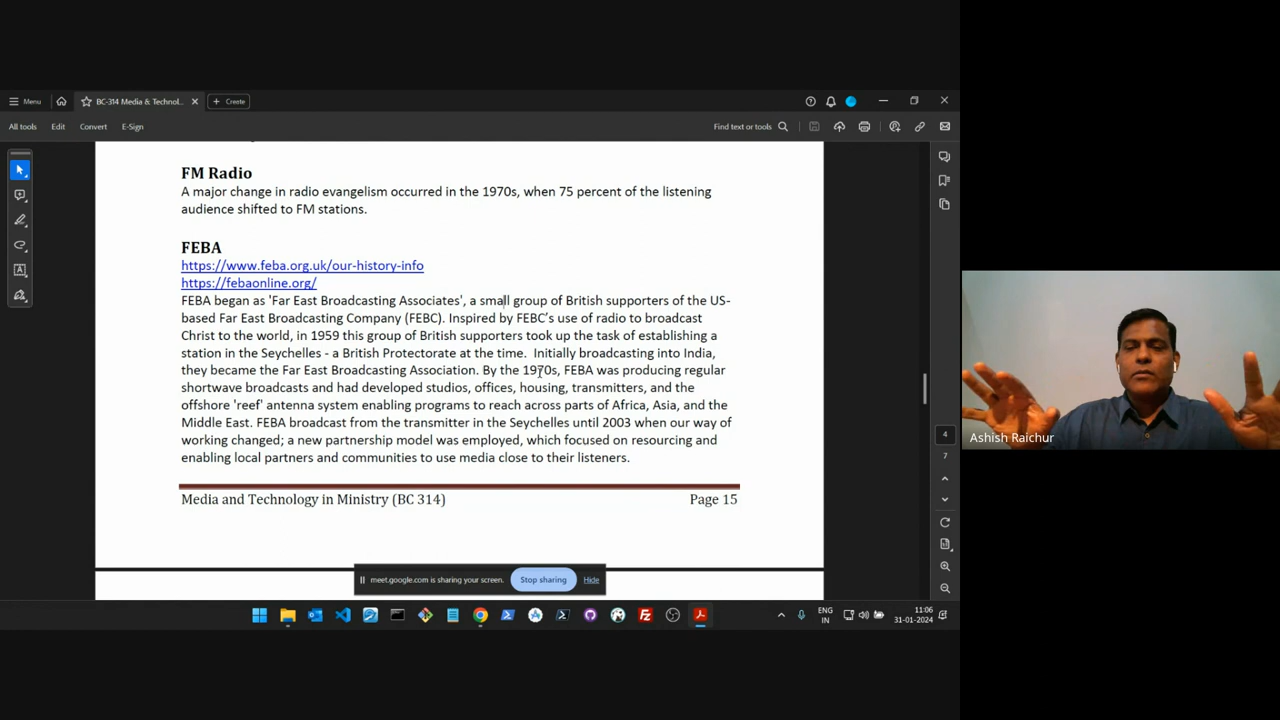 Menu
BC-314 Media & Technol...
Create
All tools
Edit
Convert
E-Sign
Find text or tools
FM Radio
A major change in radio evangelism occurred in the 1970s, when 75 percent of the listening
audience shifted to FM stations.
FEBA
https://www.feba.org.uk/our-history-info
https://febaonline.org/
FEBA began as 'Far East Broadcasting Associates', a small group of British supporters of the US-
based Far East Broadcasting Company (FEBC). Inspired by FEBC's use of radio to broadcast
Christ to the world, in 1959 this group of British supporters took up the task of establishing a
station in the Seychelles - a British Protectorate at the time. Initially broadcasting into India,
they became the Far East Broadcasting Association. By the 1970s, FEBA was producing regular
shortwave broadcasts and had developed studios, offices, housing, transmitters, and the
offshore 'reef' antenna system enabling programs to reach across parts of Africa, Asia, and the
Middle East. FEBA broadcast from the transmitter in the Seychelles until 2003 when our way of
working changed; a new partnership model was employed, which focused on resourcing and
enabling local partners and communities to use media close to their listeners.
Media and Technology in Ministry (BC 314) Page 15
4
7
meet.google.com is sharing your screen.
Stop sharing
Hide
ENG
IN
11:06
31-01-2024
Ashish Raichur